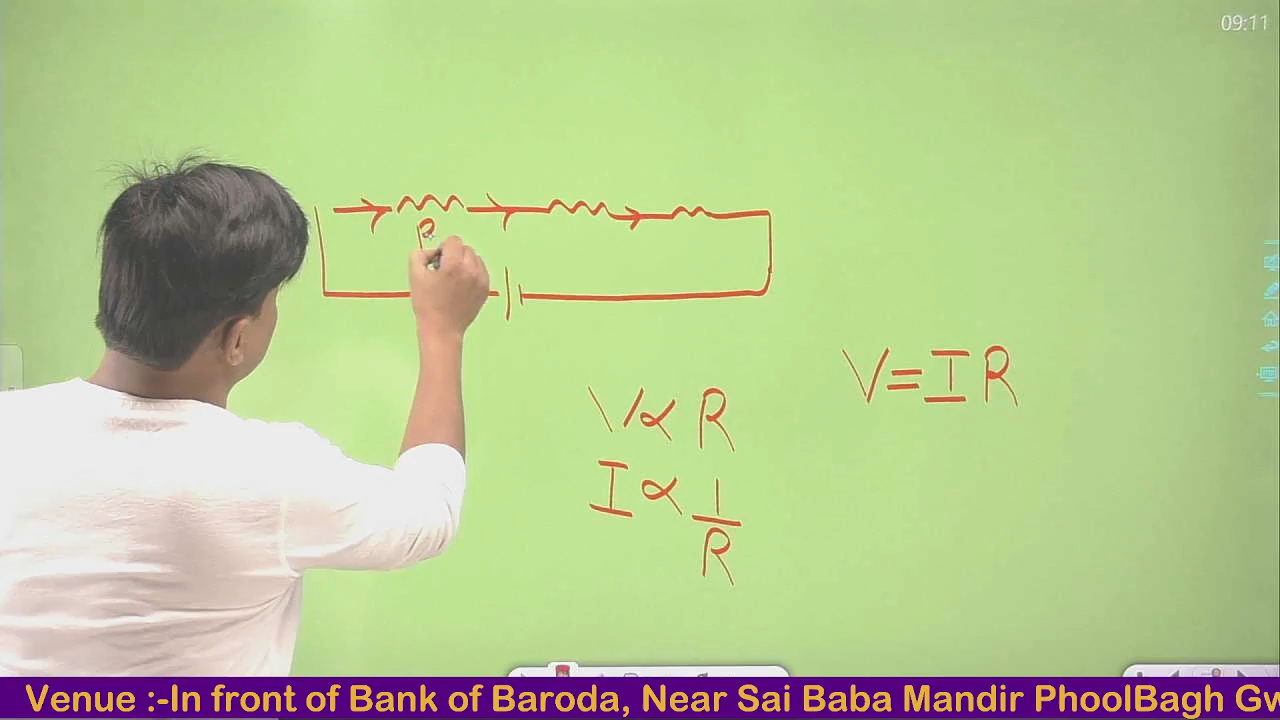 09:11
R
V=IR
V∝R
I∝1/R
Venue :-In front of Bank of Baroda, Near Sai Baba Mandir PhoolBagh Gw